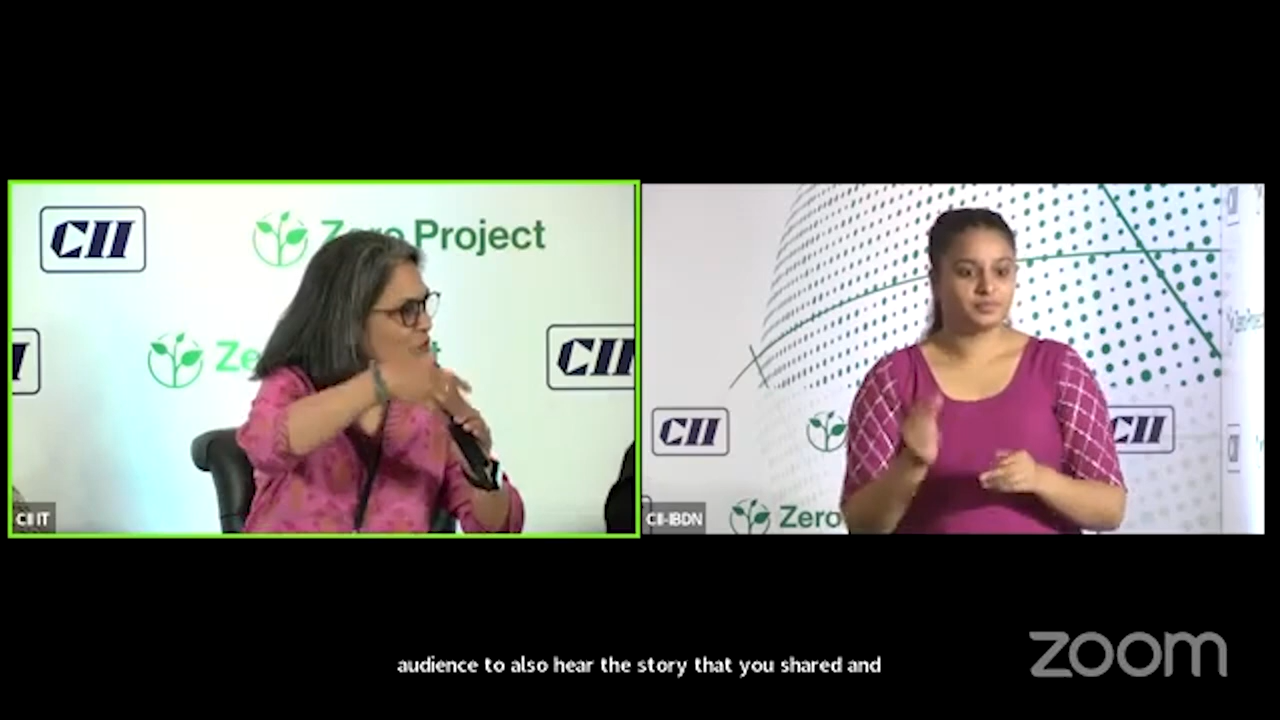 CII
Zero Project
Ze
CII
CII IT
CII
CII
CII-IBDN
Zero
audience to also hear the story that you shared and
zoom